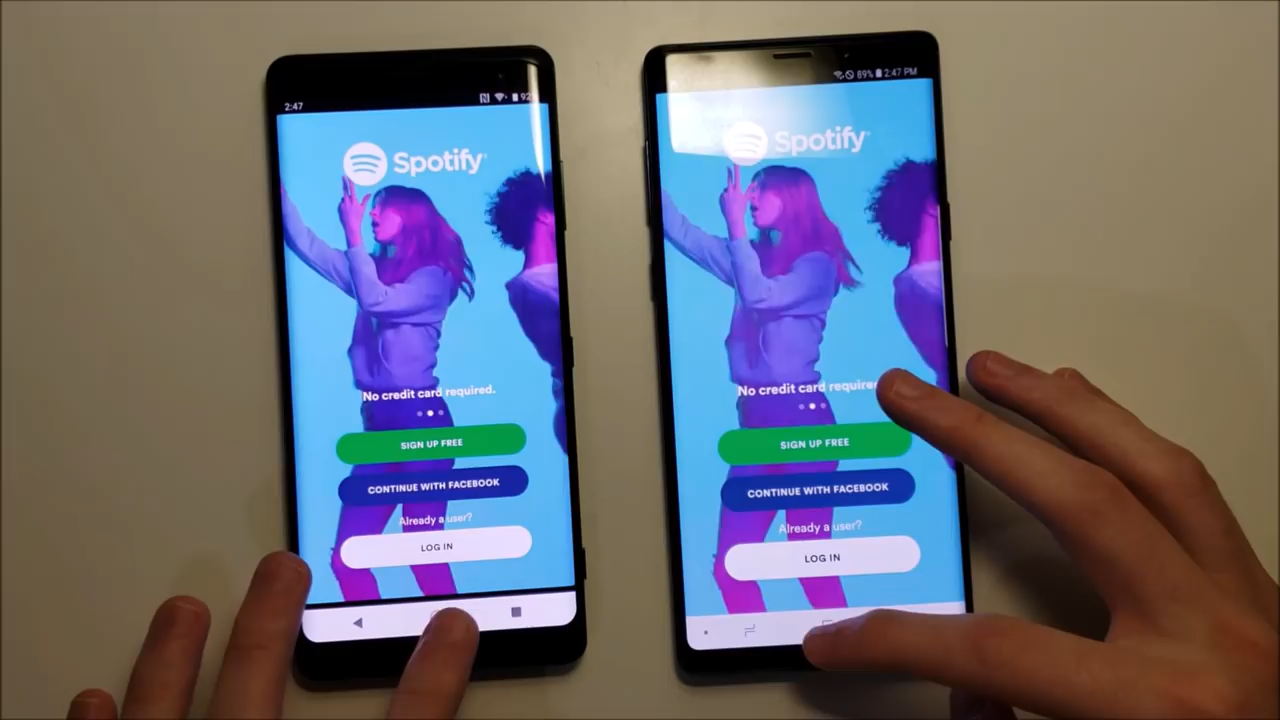 2:47
92
Spotify
No credit card required.
SIGN UP FREE
CONTINUE WITH FACEBOOK
Already a user?
LOG IN
89% 2:47 PM
Spotify
No credit card require
SIGN UP FREE
CONTINUE WITH FACEBOOK
Already a user?
LOG IN